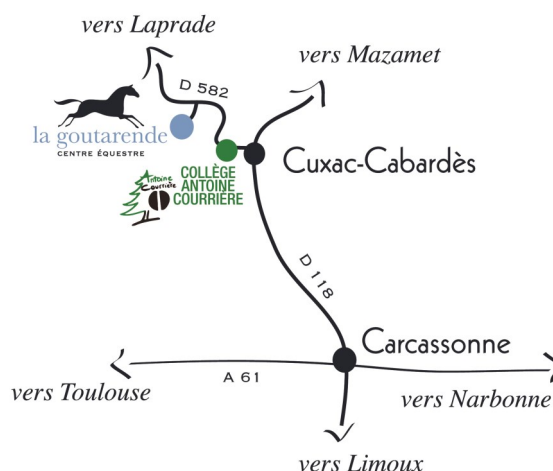 vers Laprade
vers Mazamet
D 582
la goutarende
CENTRE ÉQUESTRE
Cuxac-Cabardès
Antoine
Courrière
COLLÈGE
ANTOINE
COURRIÈRE
D 118
Carcassonne
A 61
vers Toulouse
vers Narbonne
vers Limoux